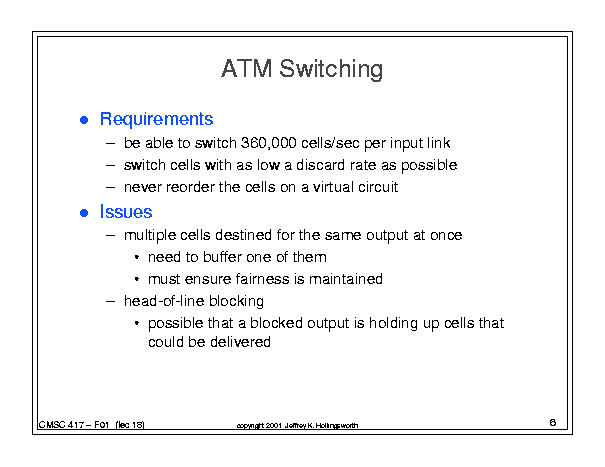 ATM Switching
● Requirements
– be able to switch 360,000 cells/sec per input link
– switch cells with as low a discard rate as possible
– never reorder the cells on a virtual circuit
● Issues
– multiple cells destined for the same output at once
• need to buffer one of them
• must ensure fairness is maintained
– head-of-line blocking
• possible that a blocked output is holding up cells that
could be delivered
CMSC 417 – F01 (lec 18)
copyright 2001 Jeffrey K. Hollingsworth
6